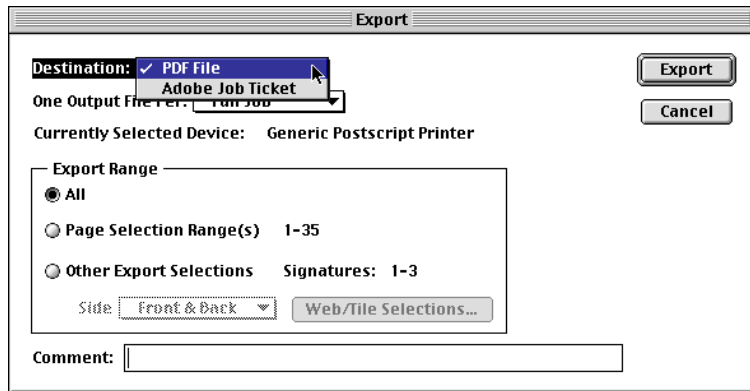 Export
Destination: ✓ PDF File
Adobe Job Ticket
One Output File Per: Full Job
Currently Selected Device: Generic Postscript Printer
Export Range
All
Page Selection Range(s) 1-35
Other Export Selections Signatures: 1-3
Side Front & Back Web/Tile Selections...
Comment:
Export
Cancel